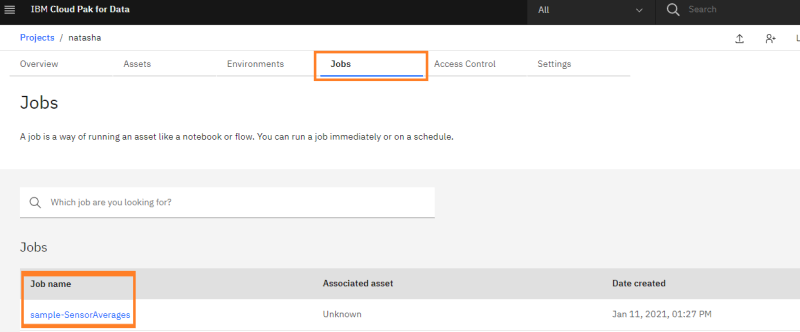 IBM Cloud Pak for Data All Search
Projects / natasha
Overview Assets Environments Jobs Access Control Settings
Jobs
A job is a way of running an asset like a notebook or flow. You can run a job immediately or on a schedule.
Which job are you looking for?
Jobs
Job name Associated asset Date created
sample-SensorAverages Unknown Jan 11, 2021, 01:27 PM